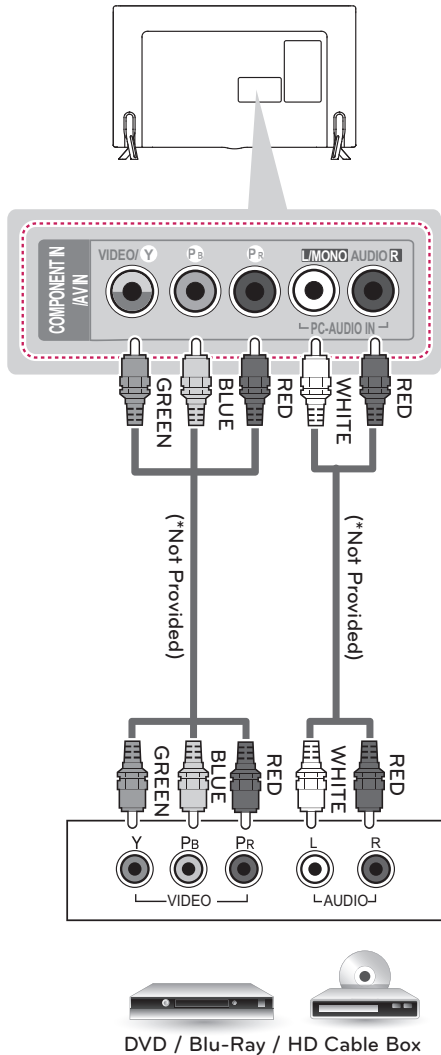 COMPONENT IN
/AV IN
VIDEO/ Y PB PR L/MONO AUDIO R
PC-AUDIO IN
GREEN BLUE RED WHITE RED
(*Not Provided) (*Not Provided)
GREEN BLUE RED WHITE RED
Y PB PR L R
VIDEO AUDIO
DVD / Blu-Ray / HD Cable Box